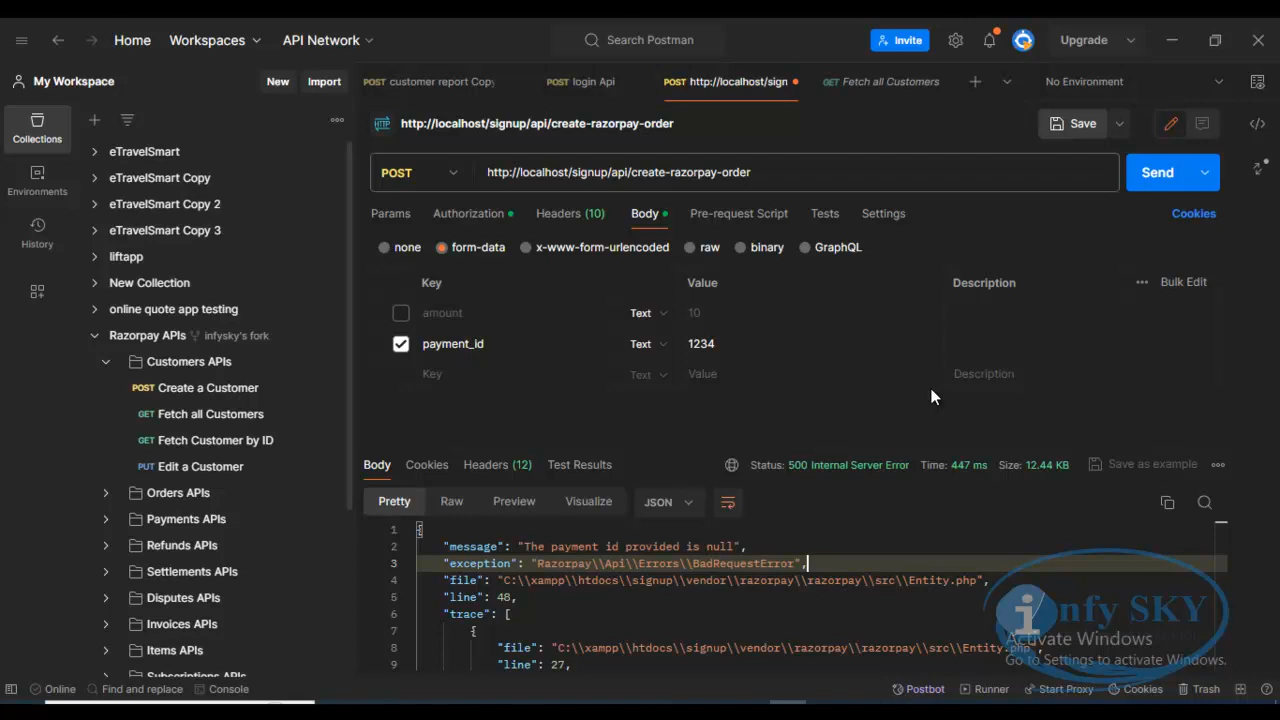 Home
Workspaces
API Network
Search Postman
Invite
Upgrade
My Workspace
New
Import
POST customer report Copy
POST login Api
POST http://localhost/sign
GET Fetch all Customers
No Environment
Collections
Environments
History
eTravelSmart
eTravelSmart Copy
eTravelSmart Copy 2
eTravelSmart Copy 3
liftapp
New Collection
online quote app testing
Razorpay APIs infysky's fork
Customers APIs
POST Create a Customer
GET Fetch all Customers
GET Fetch Customer by ID
PUT Edit a Customer
Orders APIs
Payments APIs
Refunds APIs
Settlements APIs
Disputes APIs
Invoices APIs
Items APIs
Subscriptions APIs
HTTP http://localhost/signup/api/create-razorpay-order
Save
POST http://localhost/signup/api/create-razorpay-order
Send
Params Authorization Headers (10) Body Pre-request Script Tests Settings Cookies
none form-data x-www-form-urlencoded raw binary GraphQL
Key Value Description Bulk Edit
amount Text 10
payment_id Text 1234
Key Text Value Description
Body Cookies Headers (12) Test Results
Status: 500 Internal Server Error Time: 447 ms Size: 12.44 KB Save as example
Pretty Raw Preview Visualize JSON
1 {
2 "message": "The payment id provided is null",
3 "exception": "Razorpay\\Api\\Errors\\BadRequestError",
4 "file": "C:\\xampp\\htdocs\\signup\\vendor\\razorpay\\razorpay\\src\\Entity.php",
5 "line": 48,
6 "trace": [
7 {
8 "file": "C:\\xampp\\htdocs\\signup\\vendor\\razorpay\\razorpay\\src\\Entity.php",
9 "line": 27,
infy SKY
Activate Windows
Go to Settings to activate Windows.
Online Find and replace Console
Postbot Runner Start Proxy Cookies Trash